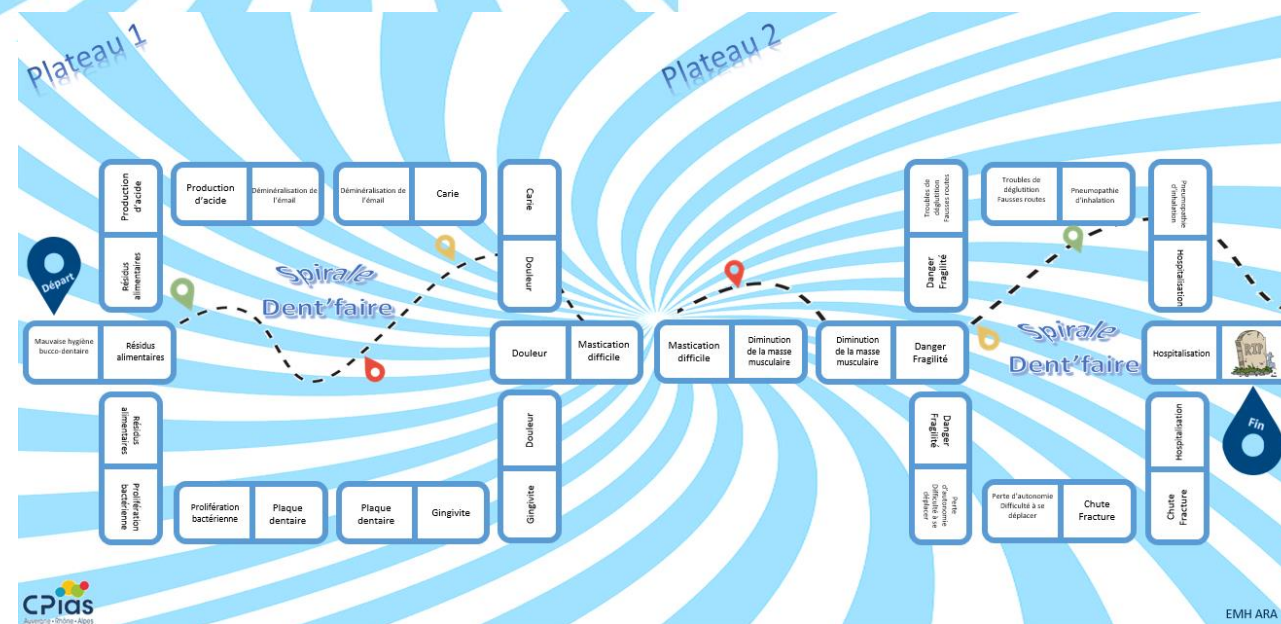 Plateau 1
Plateau 2
Départ
Mauvaise hygiène
bucco-dentaire
Résidus
alimentaires
Résidus
alimentaires
Production
d'acide
Production
d'acide
Déminéralisation de
l'émail
Déminéralisation de
l'émail
Carie
Carie
Douleur
Spirale
Dent'faire
Résidus
alimentaires
Prolifération
bactérienne
Prolifération
bactérienne
Plaque
dentaire
Plaque
dentaire
Gingivite
Gingivite
Douleur
Douleur
Mastication
difficile
Mastication
difficile
Diminution
de la masse
musculaire
Diminution
de la masse
musculaire
Danger
Fragilité
Danger
Fragilité
Troubles de
déglutition
Fausses routes
Troubles de
déglutition
Fausses routes
Pneumopathie
d'inhalation
Pneumopathie
d'inhalation
Hospitalisation
Spirale
Dent'faire
Danger
Fragilité
Perte
d'autonomie
Difficulté à se
déplacer
Perte d'autonomie
Difficulté à se
déplacer
Chute
Fracture
Chute
Fracture
Hospitalisation
Hospitalisation
RIP
Fin
CPias
Auvergne-Rhône-Alpes
EMH ARA